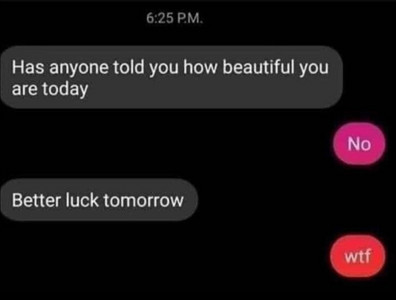 6:25 P.M.
Has anyone told you how beautiful you
are today
No
Better luck tomorrow
wtf